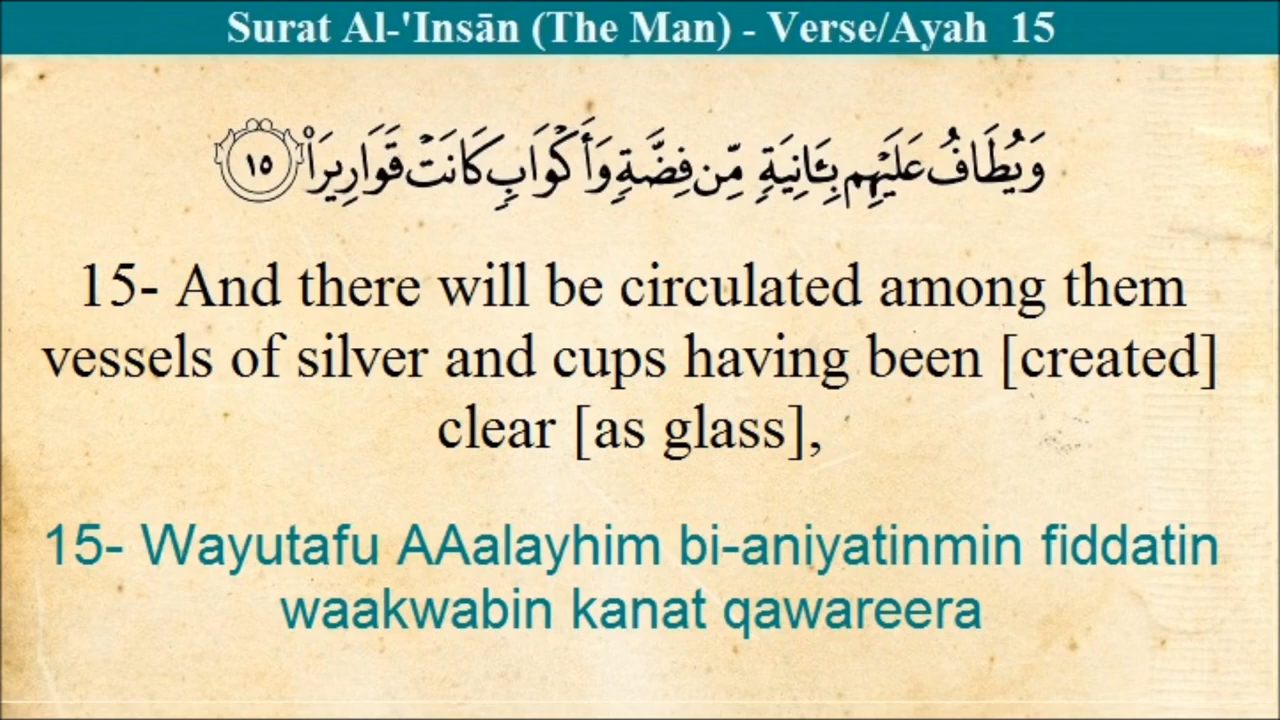 Surat Al-'Insān (The Man) - Verse/Ayah 15
وَيُطَافُ عَلَيْهِم بِـَٔانِيَةٍ مِّن فِضَّةٍ وَأَكْوَابٍ كَانَتْ قَوَارِيرَا۠ ١٥
15- And there will be circulated among them
vessels of silver and cups having been [created]
clear [as glass],
15- Wayutafu AAalayhim bi-aniyatinmin fiddatin
waakwabin kanat qawareera